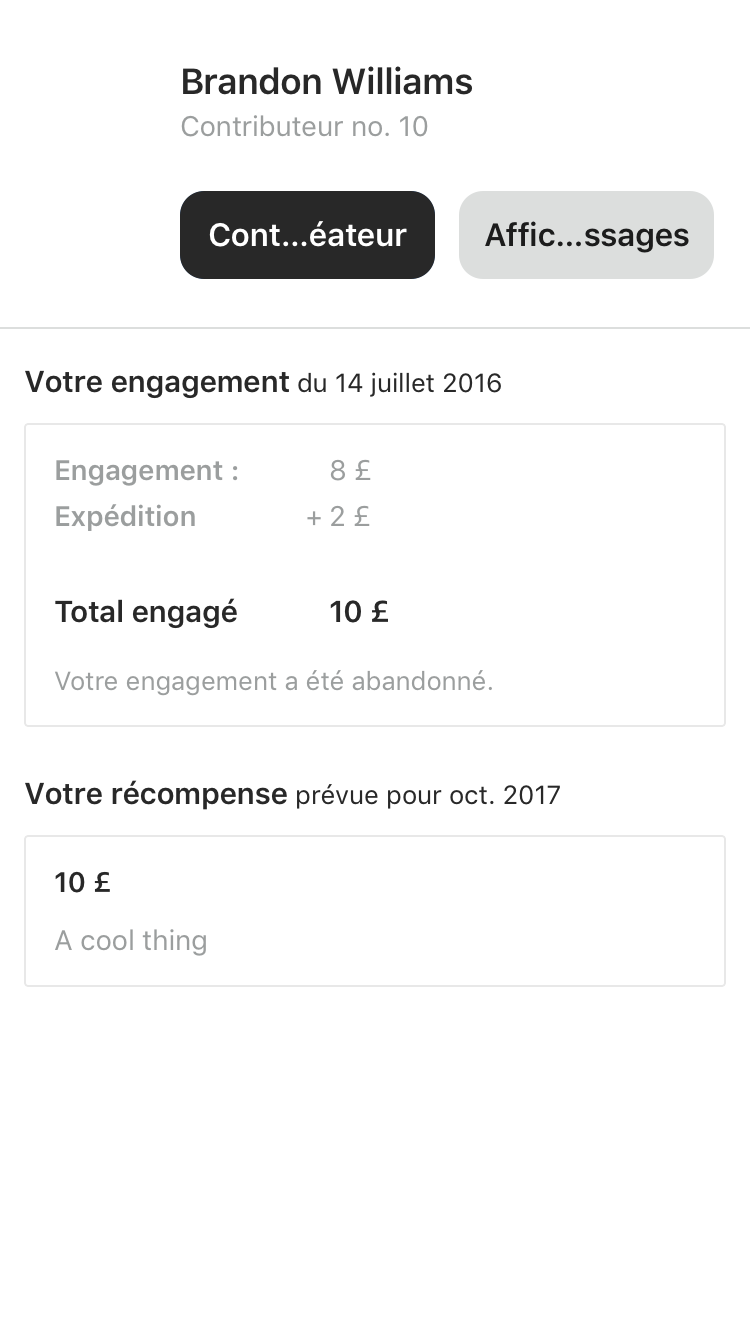 Brandon Williams
Contributeur no. 10
Cont...éateur
Affic...ssages
Votre engagement du 14 juillet 2016
Engagement : 8 £
Expédition + 2 £
Total engagé 10 £
Votre engagement a été abandonné.
Votre récompense prévue pour oct. 2017
10 £
A cool thing